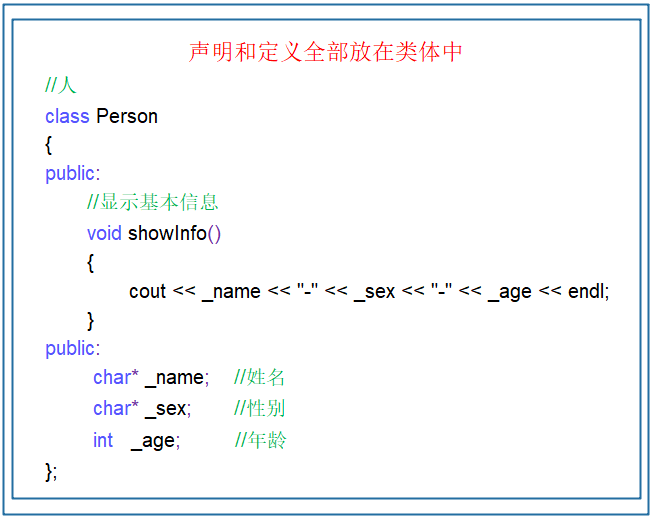 声明和定义全部放在类体中
//人
class Person
{
public:
//显示基本信息
void showInfo()
{
cout << _name << "-" << _sex << "-" << _age << endl;
}
public:
char* _name; //姓名
char* _sex; //性别
int _age; //年龄
};